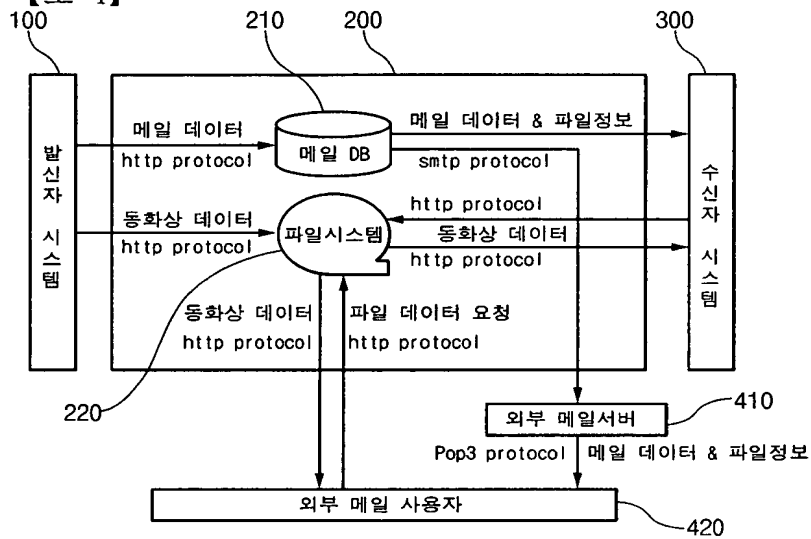 100
210
200
300
발신자 시스템
메일 데이터
http protocol
메일 DB
메일 데이터 & 파일정보
smtp protocol
수신자 시스템
http protocol
동화상 데이터
http protocol
파일시스템
동화상 데이터
http protocol
동화상 데이터
http protocol
파일 데이터 요청
http protocol
220
외부 메일서버
410
Pop3 protocol
메일 데이터 & 파일정보
외부 메일 사용자
420